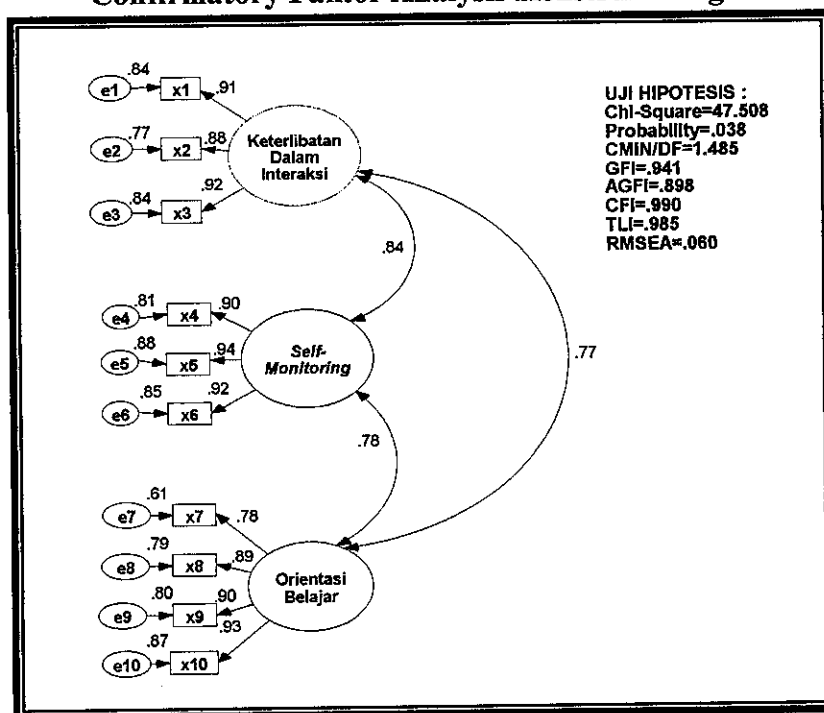 .84
e1
x1
.91
.77
e2
x2
.88
.84
e3
x3
.92
Keterlibatan
Dalam
Interaksi
UJI HIPOTESIS :
Chi-Square=47.508
Probability=.038
CMIN/DF=1.485
GFI=.941
AGFI=.898
CFI=.990
TLI=.985
RMSEA=.060
.84
.81
e4
x4
.90
.88
e5
x5
.94
.85
e6
x6
.92
Self-
Monitoring
.77
.78
.61
e7
x7
.78
.79
e8
x8
.89
.80
e9
x9
.90
.87
e10
x10
.93
Orientasi
Belajar